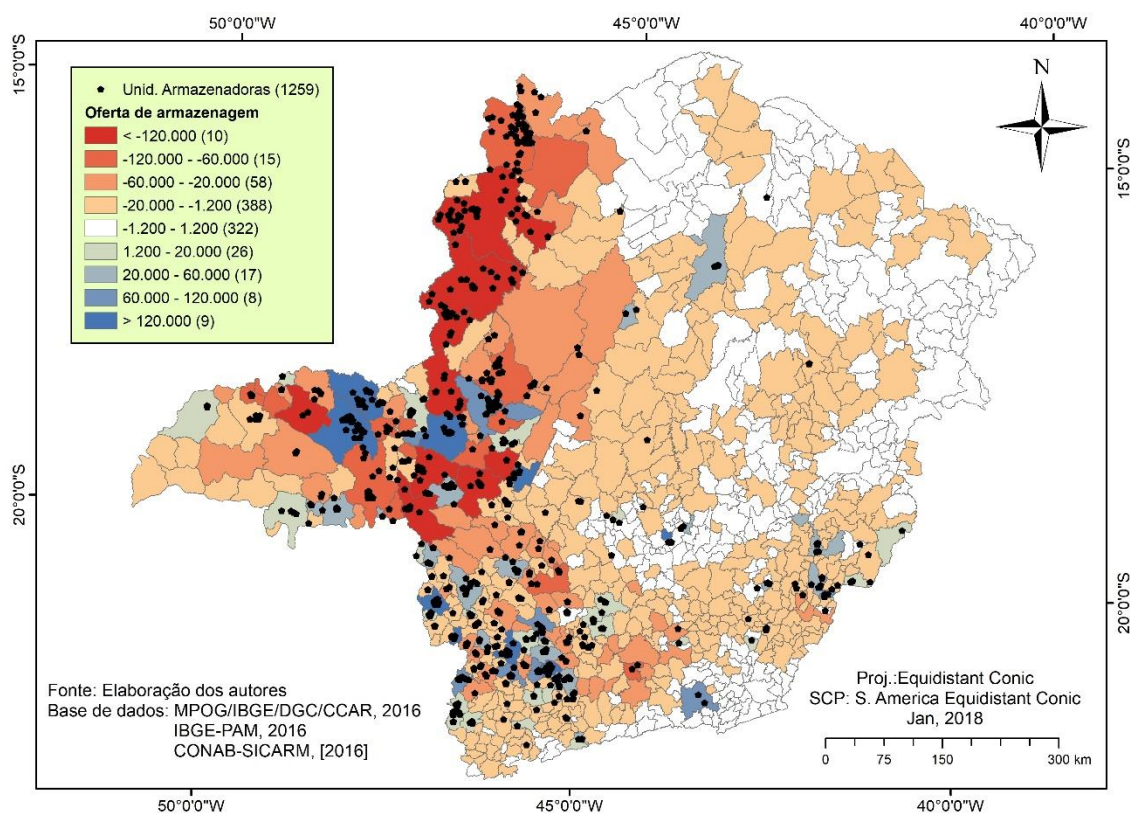 50°0'0"W
45°0'0"W
40°0'0"W
15°0'0"S
N
Unid. Armazenadoras (1259)
Oferta de armazenagem
< -120.000 (10)
-120.000 - -60.000 (15)
-60.000 - -20.000 (58)
-20.000 - -1.200 (388)
-1.200 - 1.200 (322)
1.200 - 20.000 (26)
20.000 - 60.000 (17)
60.000 - 120.000 (8)
> 120.000 (9)
15°0'0"S
20°0'0"S
20°0'0"S
Fonte: Elaboração dos autores
Base de dados: MPOG/IBGE/DGC/CCAR, 2016
IBGE-PAM, 2016
CONAB-SICARM, [2016]
Proj.:Equidistant Conic
SCP: S. America Equidistant Conic
Jan, 2018
0 75 150 300 km
50°0'0"W
45°0'0"W
40°0'0"W